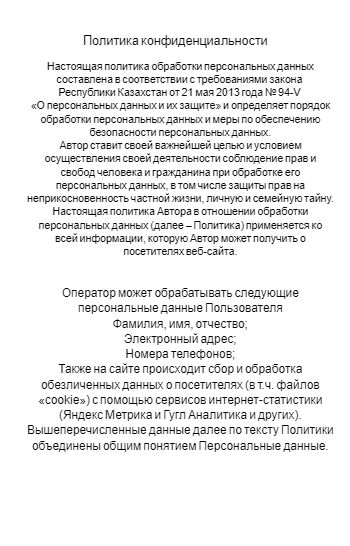 Политика конфиденциальности
Настоящая политика обработки персональных данных
составлена в соответствии с требованиями закона
Республики Казахстан от 21 мая 2013 года № 94-V
«О персональных данных и их защите» и определяет порядок
обработки персональных данных и меры по обеспечению
безопасности персональных данных.
Автор ставит своей важнейшей целью и условием
осуществления своей деятельности соблюдение прав и
свобод человека и гражданина при обработке его
персональных данных, в том числе защиты прав на
неприкосновенность частной жизни, личную и семейную тайну.
Настоящая политика Автора в отношении обработки
персональных данных (далее – Политика) применяется ко
всей информации, которую Автор может получить о
посетителях веб-сайта.
Оператор может обрабатывать следующие
персональные данные Пользователя
Фамилия, имя, отчество;
Электронный адрес;
Номера телефонов;
Также на сайте происходит сбор и обработка
обезличенных данных о посетителях (в т.ч. файлов
«cookie») с помощью сервисов интернет-статистики
(Яндекс Метрика и Гугл Аналитика и других).
Вышеперечисленные данные далее по тексту Политики
объединены общим понятием Персональные данные.